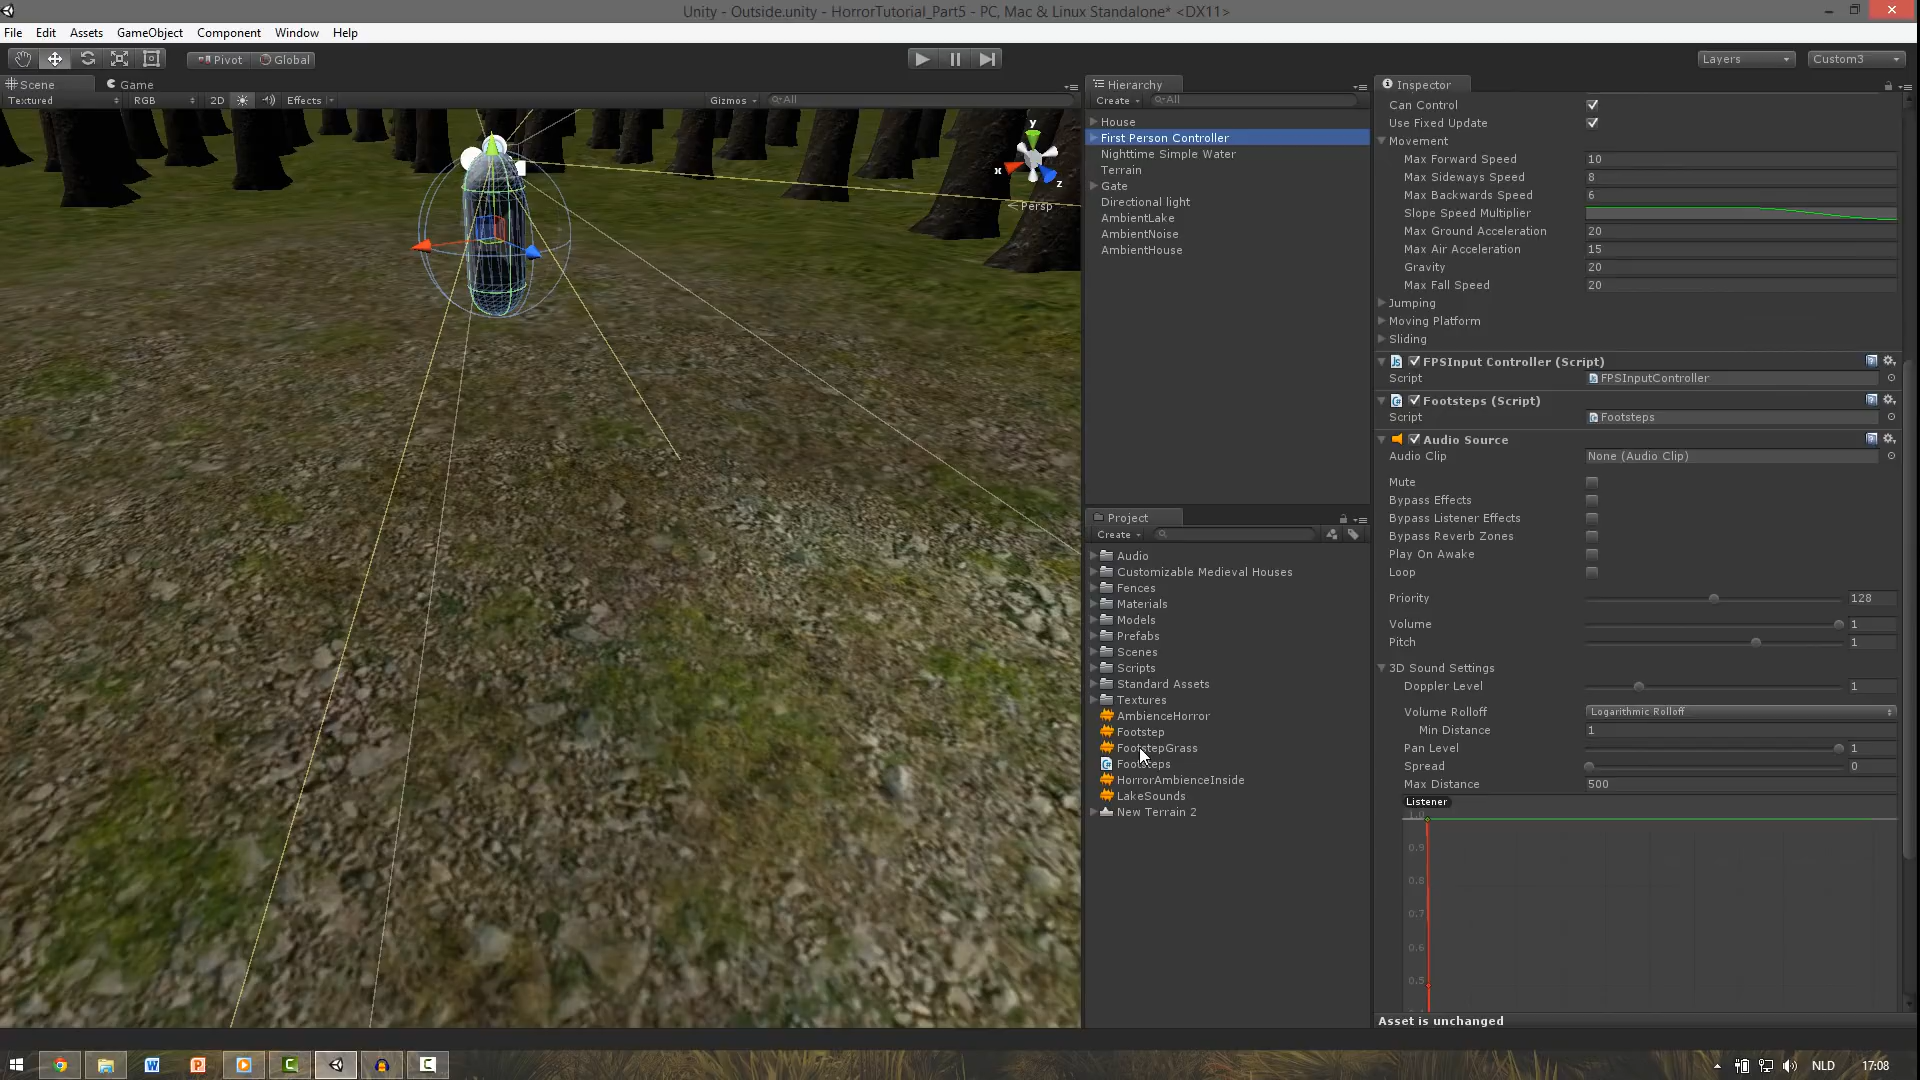 Unity - Outside.unity - HorrorTutorial_Part5 - PC, Mac & Linux Standalone* <DX11>
File Edit Assets GameObject Component Window Help
Pivot Global Layers Custom3
Scene Game
Textured RGB 2D Effects Gizmos All
y
x
z
Persp
Hierarchy
Create All
House
First Person Controller
Nighttime Simple Water
Terrain
Gate
Directional light
AmbientLake
AmbientNoise
AmbientHouse
Project
Create
Audio
Customizable Medieval Houses
Fences
Materials
Models
Prefabs
Scenes
Scripts
Standard Assets
Textures
AmbienceHorror
Footstep
FootstepGrass
Footsteps
HorrorAmbienceInside
LakeSounds
New Terrain 2
Inspector
Can Control
Use Fixed Update
Movement
Max Forward Speed 10
Max Sideways Speed 8
Max Backwards Speed 6
Slope Speed Multiplier
Max Ground Acceleration 20
Max Air Acceleration 15
Gravity 20
Max Fall Speed 20
Jumping
Moving Platform
Sliding
FPSInput Controller (Script)
Script FPSInputController
Footsteps (Script)
Script Footsteps
Audio Source
Audio Clip None (Audio Clip)
Mute
Bypass Effects
Bypass Listener Effects
Bypass Reverb Zones
Play On Awake
Loop
Priority 128
Volume 1
Pitch 1
3D Sound Settings
Doppler Level 1
Volume Rolloff Logarithmic Rolloff
Min Distance 1
Pan Level 1
Spread 0
Max Distance 500
Listener
1.0
0.9
0.8
0.7
0.6
0.5
Asset is unchanged
NLD 17:08